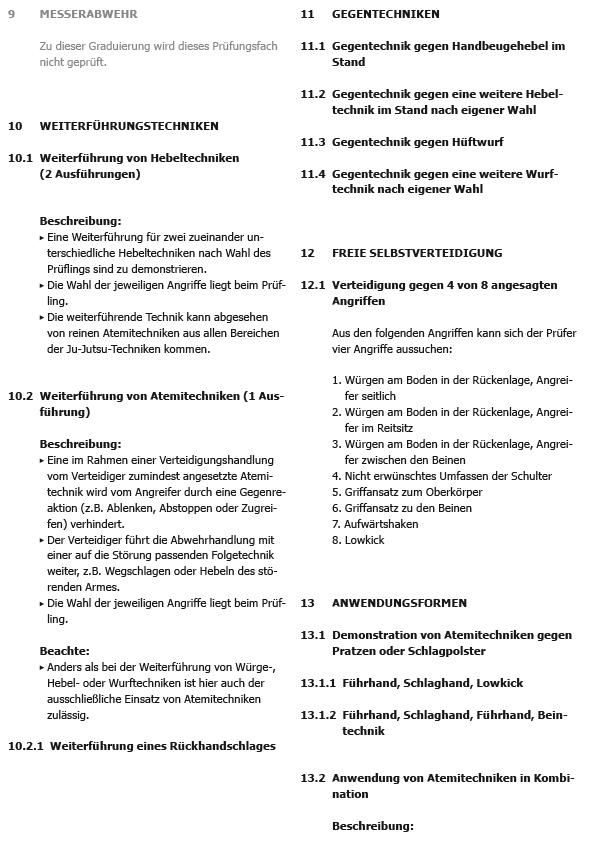 9 MESSERABWEHR
Zu dieser Graduierung wird dieses Prüfungsfach
nicht geprüft.
10 WEITERFÜHRUNGSTECHNIKEN
10.1 Weiterführung von Hebeltechniken
(2 Ausführungen)
Beschreibung:
▸ Eine Weiterführung für zwei zueinander un-
terschiedliche Hebeltechniken nach Wahl des
Prüflings sind zu demonstrieren.
▸ Die Wahl der jeweiligen Angriffe liegt beim Prüf-
ling.
▸ Die weiterführende Technik kann abgesehen
von reinen Atemitechniken aus allen Bereichen
der Ju-Jutsu-Techniken kommen.
10.2 Weiterführung von Atemitechniken (1 Aus-
führung)
Beschreibung:
▸ Eine im Rahmen einer Verteidigungshandlung
vom Verteidiger zumindest angesetzte Atemi-
technik wird vom Angreifer durch eine Gegenre-
aktion (z.B. Ablenken, Abstoppen oder Zugrei-
fen) verhindert.
▸ Der Verteidiger führt die Abwehrhandlung mit
einer auf die Störung passenden Folgetechnik
weiter, z.B. Wegschlagen oder Hebeln des stö-
renden Armes.
▸ Die Wahl der jeweiligen Angriffe liegt beim Prüf-
ling.
Beachte:
▸ Anders als bei der Weiterführung von Würge-,
Hebel- oder Wurftechniken ist hier auch der
ausschließliche Einsatz von Atemitechniken
zulässig.
10.2.1 Weiterführung eines Rückhandschlages
11 GEGENTECHNIKEN
11.1 Gegentechnik gegen Handbeugehebel im
Stand
11.2 Gegentechnik gegen eine weitere Hebel-
technik im Stand nach eigener Wahl
11.3 Gegentechnik gegen Hüftwurf
11.4 Gegentechnik gegen eine weitere Wurf-
technik nach eigener Wahl
12 FREIE SELBSTVERTEIDIGUNG
12.1 Verteidigung gegen 4 von 8 angesagten
Angriffen
Aus den folgenden Angriffen kann sich der Prüfer
vier Angriffe aussuchen:
1. Würgen am Boden in der Rückenlage, Angrei-
fer seitlich
2. Würgen am Boden in der Rückenlage, Angrei-
fer im Reitsitz
3. Würgen am Boden in der Rückenlage, Angrei-
fer zwischen den Beinen
4. Nicht erwünschtes Umfassen der Schulter
5. Griffansatz zum Oberkörper
6. Griffansatz zu den Beinen
7. Aufwärtshaken
8. Lowkick
13 ANWENDUNGSFORMEN
13.1 Demonstration von Atemitechniken gegen
Pratzen oder Schlagpolster
13.1.1 Führhand, Schlaghand, Lowkick
13.1.2 Führhand, Schlaghand, Führhand, Bein-
technik
13.2 Anwendung von Atemitechniken in Kombi-
nation
Beschreibung: